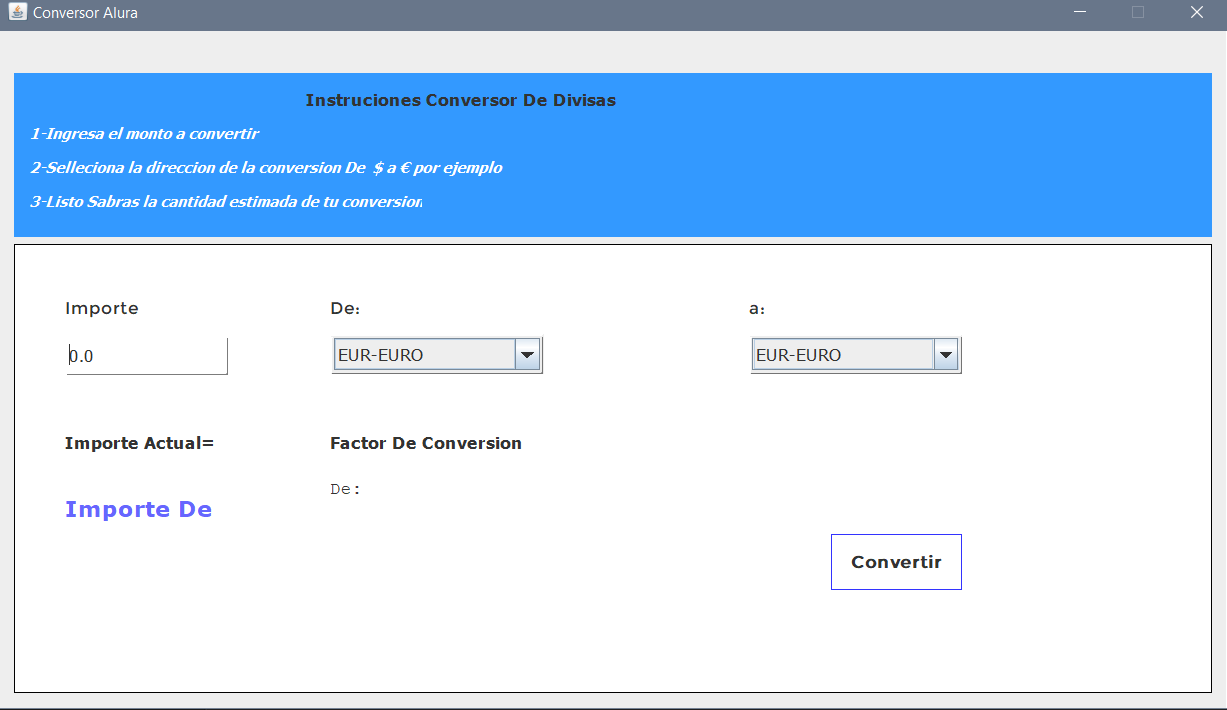 Conversor Alura
Instruciones Conversor De Divisas
1-Ingresa el monto a convertir
2-Selleciona la direccion de la conversion De $ a € por ejemplo
3-Listo Sabras la cantidad estimada de tu conversion
Importe De: a:
0.0 EUR-EURO EUR-EURO
Importe Actual= Factor De Conversion
De:
Importe De
Convertir